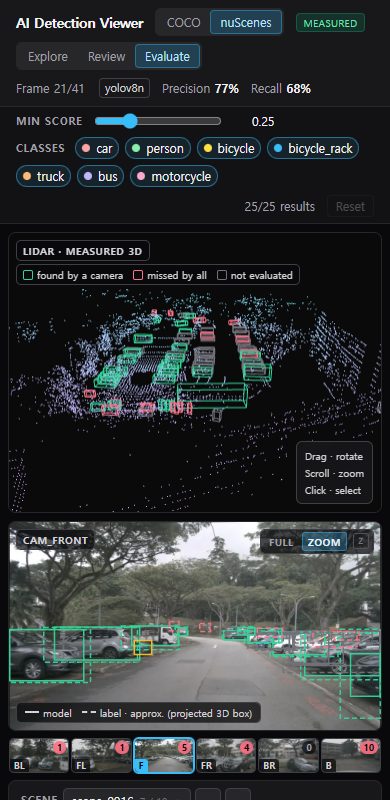 AI Detection Viewer COCO nuScenes MEASURED
Explore Review Evaluate
Frame 21/41 yolov8n Precision 77% Recall 68%
MIN SCORE 0.25
CLASSES car person bicycle bicycle_rack
truck bus motorcycle
25/25 results Reset
LIDAR · MEASURED 3D
found by a camera missed by all not evaluated
Drag · rotate
Scroll · zoom
Click · select
CAM_FRONT FULL ZOOM Z
model label · approx. (projected 3D box)
1 1 5 4 0 10
BL FL F FR BR B
SCENE